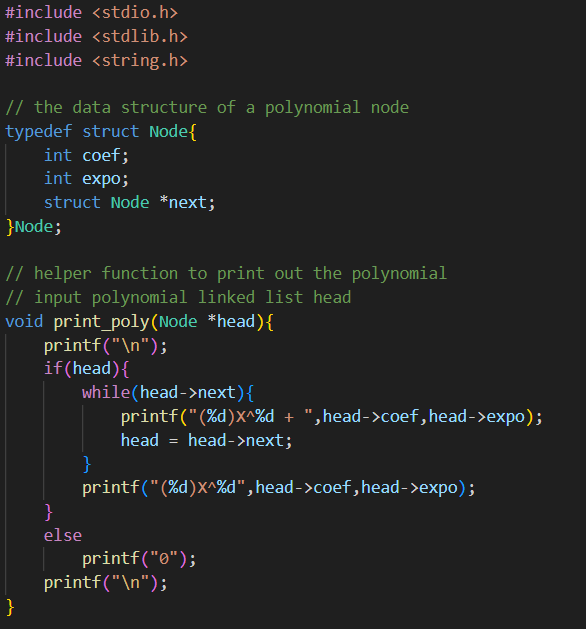 #include <stdio.h>
#include <stdlib.h>
#include <string.h>

// the data structure of a polynomial node
typedef struct Node{
    int coef;
    int expo;
    struct Node *next;
}Node;

// helper function to print out the polynomial
// input polynomial linked list head
void print_poly(Node *head){
    printf("\n");
    if(head){
        while(head->next){
            printf("(%d)X^%d + ",head->coef,head->expo);
            head = head->next;
        }
        printf("(%d)X^%d",head->coef,head->expo);
    }
    else
        printf("0");
    printf("\n");
}